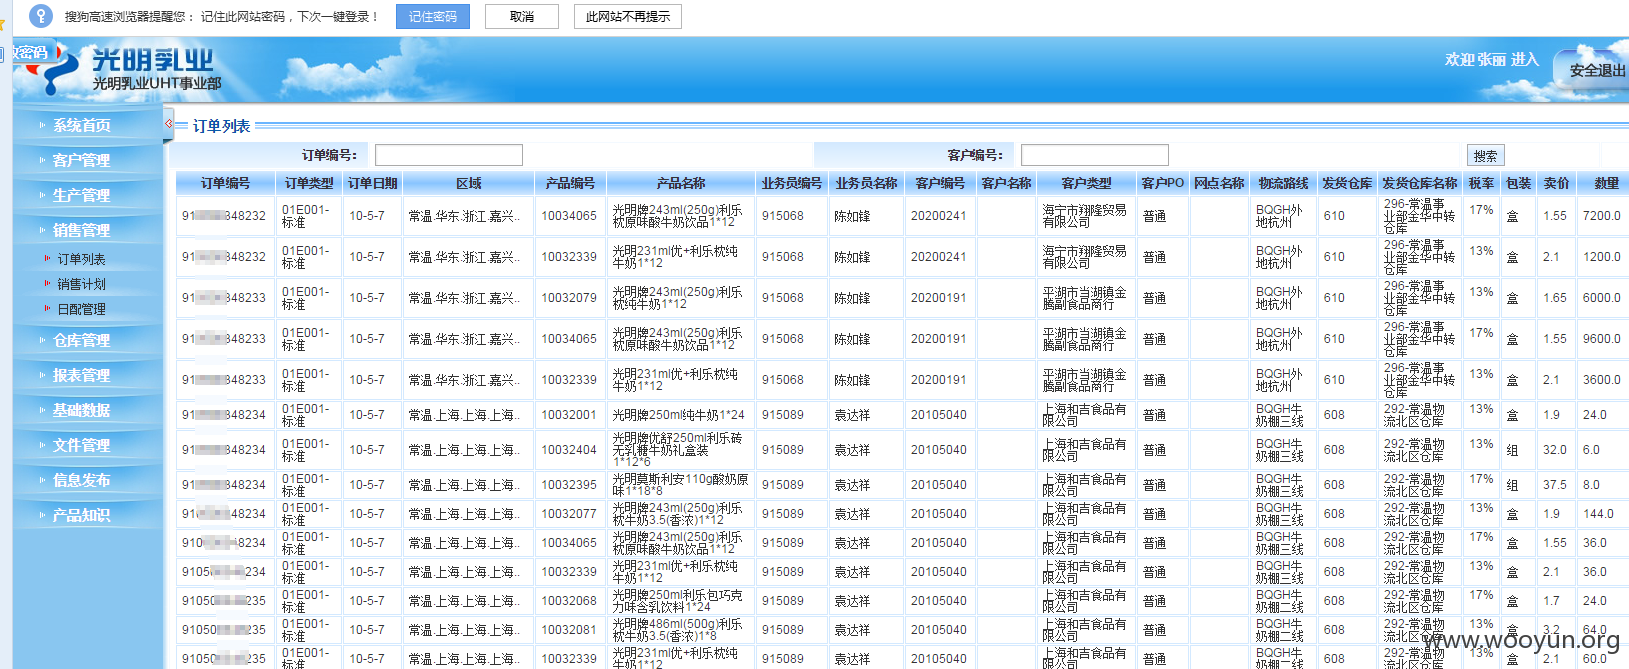 搜狗高速浏览器提醒您： 记住此网站密码，下次一键登录！ 记住密码 取消 此网站不再提示
密码
光明乳业
光明乳业UHT事业部
欢迎 张丽 进入 安全退出
系统首页
客户管理
生产管理
销售管理
订单列表
销售计划
日配管理
仓库管理
报表管理
基础数据
文件管理
信息发布
产品知识
订单列表
订单编号： 客户编号： 搜索
订单编号 订单类型 订单日期 区域 产品编号 产品名称 业务员编号 业务员名称 客户编号 客户名称 客户类型 客户PO 网点名称 物流路线 发货仓库 发货仓库名称 税率 包装 卖价 数量
91 348232 01E001-标准 10-5-7 常温.华东.浙江.嘉兴.. 10034065 光明牌243ml(250g)利乐枕原味酸牛奶饮品1*12 915068 陈如锋 20200241 海宁市翔隆贸易有限公司 普通 BQGH外地杭州 610 296-常温事业部金华中转仓库 17% 盒 1.55 7200.0
91 348232 01E001-标准 10-5-7 常温.华东.浙江.嘉兴.. 10032339 光明231ml优+利乐枕纯牛奶1*12 915068 陈如锋 20200241 海宁市翔隆贸易有限公司 普通 BQGH外地杭州 610 296-常温事业部金华中转仓库 13% 盒 2.1 1200.0
91 348233 01E001-标准 10-5-7 常温.华东.浙江.嘉兴.. 10032079 光明牌243ml(250g)利乐枕纯牛奶1*12 915068 陈如锋 20200191 平湖市当湖镇金腾副食品商行 普通 BQGH外地杭州 610 296-常温事业部金华中转仓库 13% 盒 1.65 6000.0
91 348233 01E001-标准 10-5-7 常温.华东.浙江.嘉兴.. 10034065 光明牌243ml(250g)利乐枕原味酸牛奶饮品1*12 915068 陈如锋 20200191 平湖市当湖镇金腾副食品商行 普通 BQGH外地杭州 610 296-常温事业部金华中转仓库 17% 盒 1.55 9600.0
91 348233 01E001-标准 10-5-7 常温.华东.浙江.嘉兴.. 10032339 光明231ml优+利乐枕纯牛奶1*12 915068 陈如锋 20200191 平湖市当湖镇金腾副食品商行 普通 BQGH外地杭州 610 296-常温事业部金华中转仓库 13% 盒 2.1 3600.0
91 348234 01E001-标准 10-5-7 常温.上海.上海.上海.. 10032001 光明牌250ml纯牛奶1*24 915089 袁达祥 20105040 上海和吉食品有限公司 普通 BQGH牛奶棚三线 608 292-常温物流北区仓库 13% 盒 1.9 24.0
91 348234 01E001-标准 10-5-7 常温.上海.上海.上海.. 10032404 光明牌优舒250ml利乐砖无乳糖牛奶礼盒装1*12*6 915089 袁达祥 20105040 上海和吉食品有限公司 普通 BQGH牛奶棚三线 608 292-常温物流北区仓库 13% 组 32.0 6.0
91 348234 01E001-标准 10-5-7 常温.上海.上海.上海.. 10032395 光明莫斯利安110g酸奶原味1*18*8 915089 袁达祥 20105040 上海和吉食品有限公司 普通 BQGH牛奶棚三线 608 292-常温物流北区仓库 17% 组 37.5 8.0
91 48234 01E001-标准 10-5-7 常温.上海.上海.上海.. 10032077 光明牌243ml(250g)利乐枕牛奶3.5(香浓)1*12 915089 袁达祥 20105040 上海和吉食品有限公司 普通 BQGH牛奶棚三线 608 292-常温物流北区仓库 13% 盒 1.9 144.0
910 48234 01E001-标准 10-5-7 常温.上海.上海.上海.. 10034065 光明牌243ml(250g)利乐枕原味酸牛奶饮品1*12 915089 袁达祥 20105040 上海和吉食品有限公司 普通 BQGH牛奶棚三线 608 292-常温物流北区仓库 17% 盒 1.55 36.0
9105 234 01E001-标准 10-5-7 常温.上海.上海.上海.. 10032339 光明231ml优+利乐枕纯牛奶1*12 915089 袁达祥 20105040 上海和吉食品有限公司 普通 BQGH牛奶棚三线 608 292-常温物流北区仓库 13% 盒 2.1 36.0
91050 235 01E001-标准 10-5-7 常温.上海.上海.上海.. 10032068 光明牌250ml利乐包巧克力味含乳饮料1*24 915089 袁达祥 20105040 上海和吉食品有限公司 普通 BQGH牛奶棚二线 608 292-常温物流北区仓库 17% 盒 1.7 24.0
91050 235 01E001-标准 10-5-7 常温.上海.上海.上海.. 10032081 光明牌486ml(500g)利乐枕牛奶3.5(香浓)1*8 915089 袁达祥 20105040 上海和吉食品有限公司 普通 BQGH牛奶棚二线 608 292-常温物流北区仓库 13% 盒 3.2 64.0
91050 235 01E001-标准 10-5-7 常温.上海.上海.上海.. 10032339 光明231ml优+利乐枕纯牛奶1*12 915089 袁达祥 20105040 上海和吉食品有限公司 普通 BQGH牛奶棚二线 608 292-常温物流北区仓库 13% 盒 2.1 60.0
www.wooyun.org